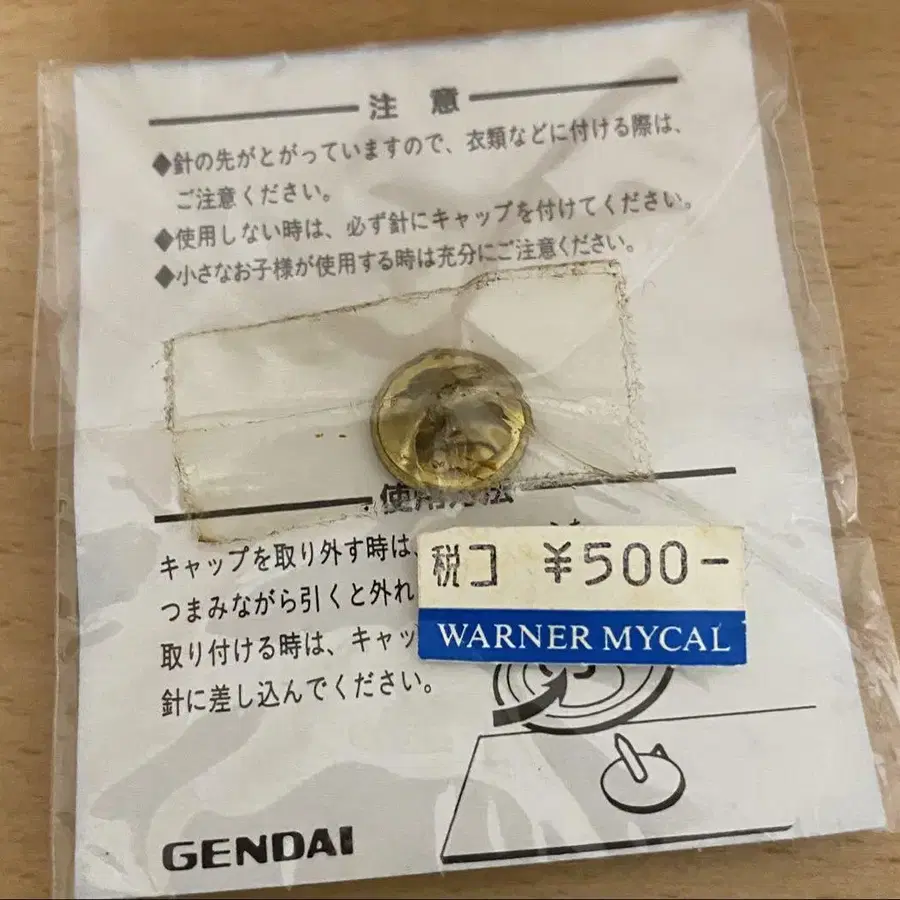 注 意
◆針の先がとがっていますので、衣類などに付ける際は、
ご注意ください。
◆使用しない時は、必ず針にキャップを付けてください。
◆小さなお子様が使用する時は充分にご注意ください。
使用方法
キャップを取り外す時は、
つまみながら引くと外れ
取り付ける時は、キャッ
針に差し込んでください。
税コ ¥500-
WARNER MYCAL
GENDAI